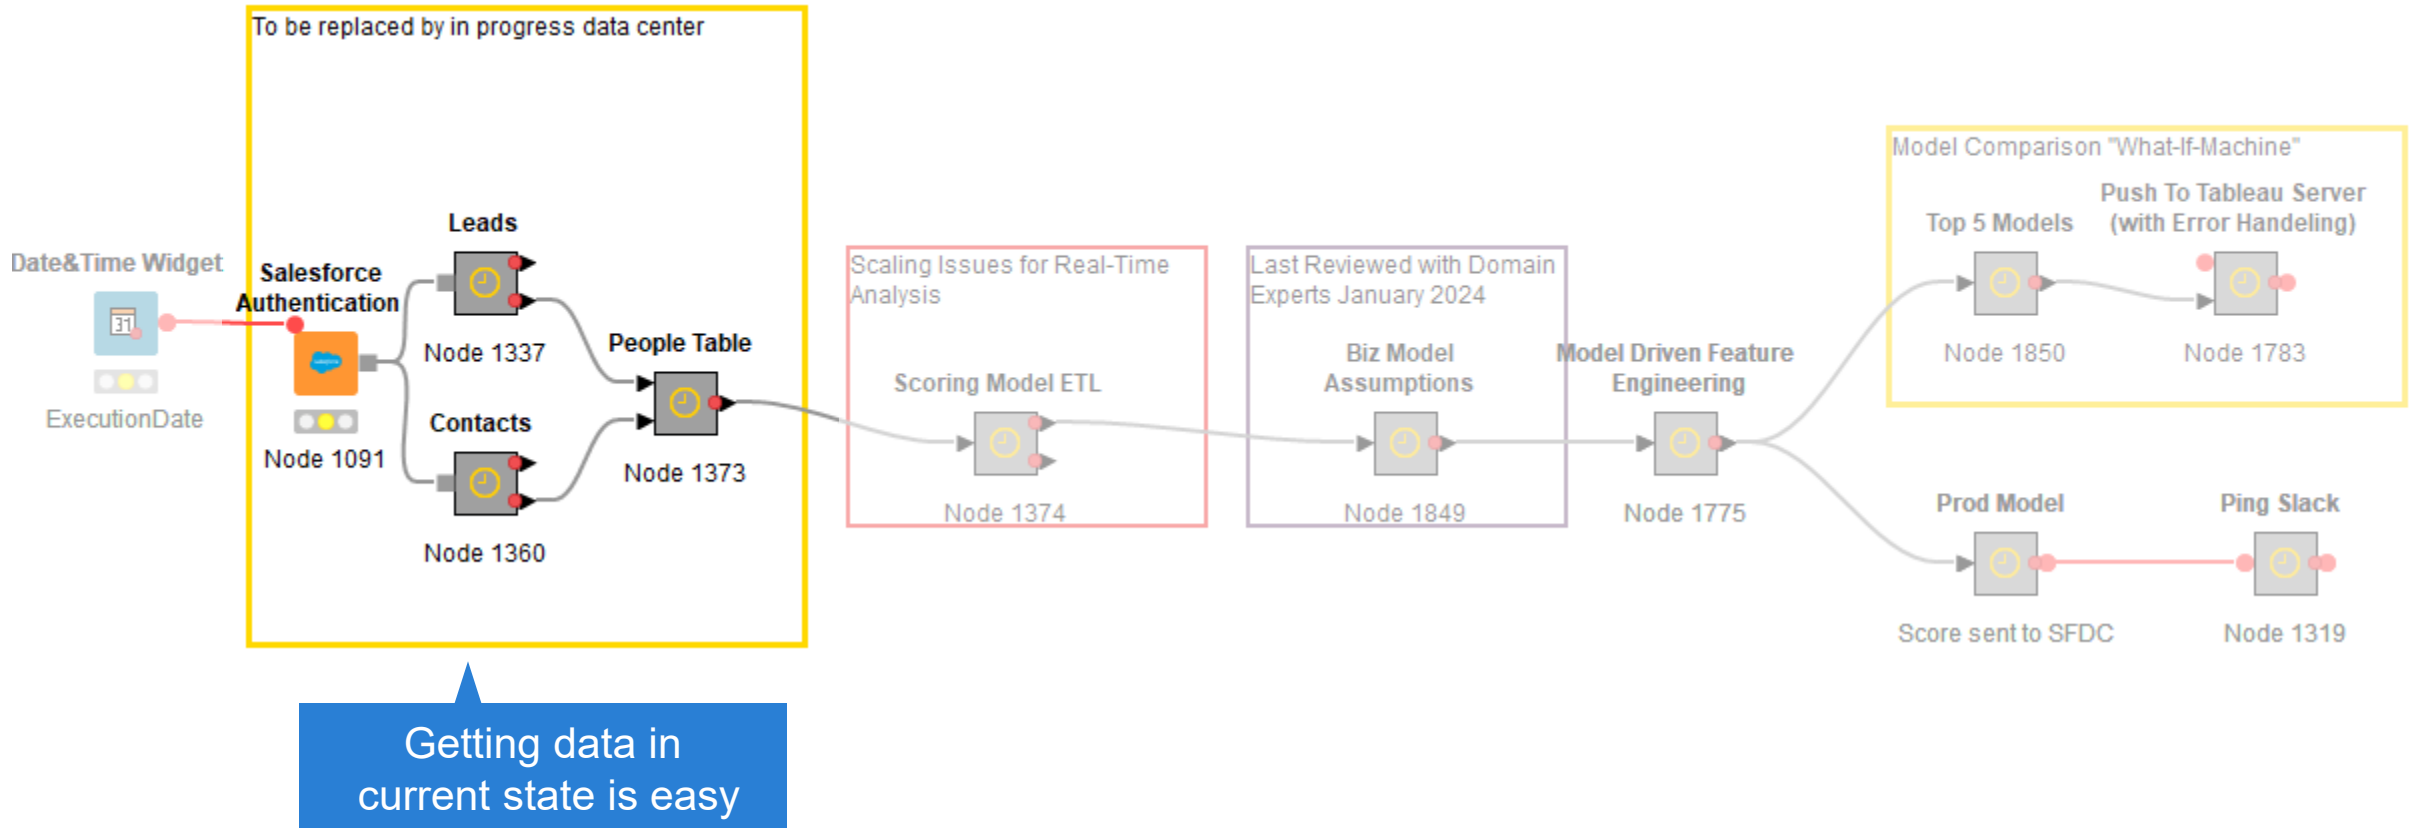 To be replaced by in progress data center
Date&Time Widget
31
ExecutionDate
Salesforce
Authentication
Node 1091
Leads
Node 1337
Contacts
Node 1360
People Table
Node 1373
Scaling Issues for Real-Time
Analysis
Scoring Model ETL
Node 1374
Last Reviewed with Domain
Experts January 2024
Biz Model
Assumptions
Node 1849
Model Driven Feature
Engineering
Node 1775
Model Comparison "What-If-Machine"
Top 5 Models
Node 1850
Push To Tableau Server
(with Error Handeling)
Node 1783
Prod Model
Score sent to SFDC
Ping Slack
Node 1319
Getting data in
current state is easy